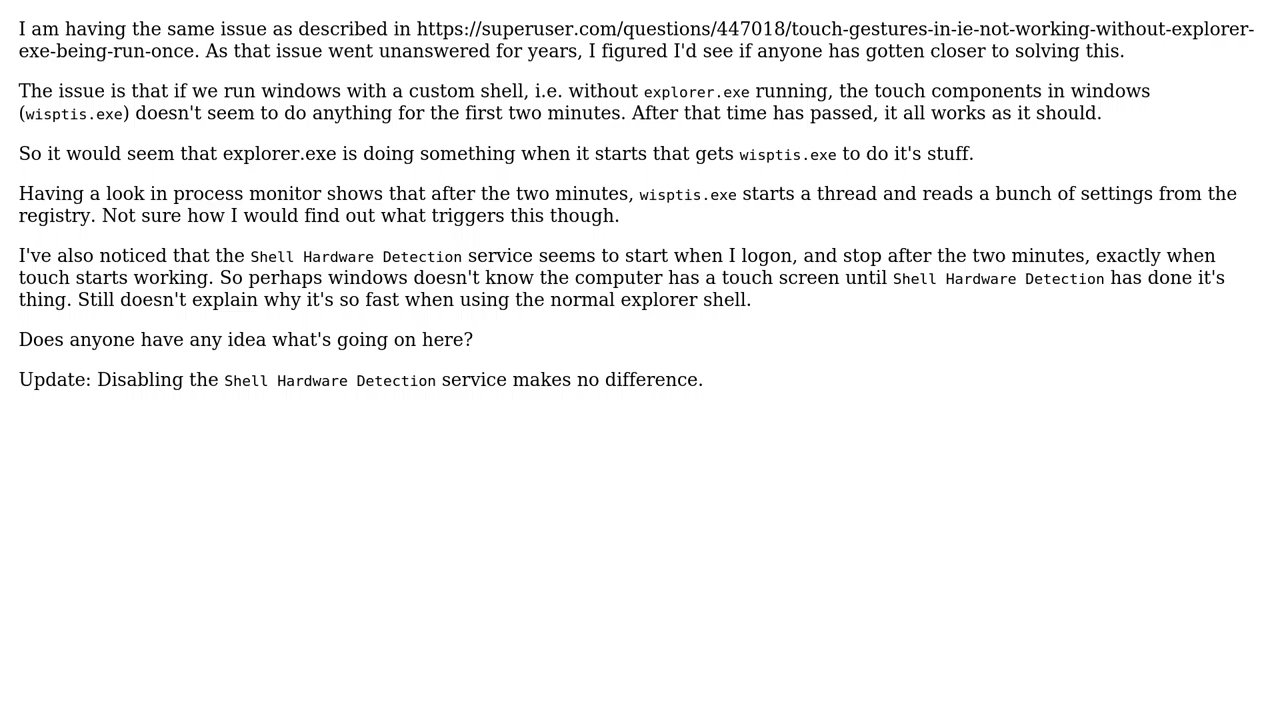 I am having the same issue as described in https://superuser.com/questions/447018/touch-gestures-in-ie-not-working-without-explorer-
exe-being-run-once. As that issue went unanswered for years, I figured I'd see if anyone has gotten closer to solving this.
The issue is that if we run windows with a custom shell, i.e. without explorer.exe running, the touch components in windows
(wisptis.exe) doesn't seem to do anything for the first two minutes. After that time has passed, it all works as it should.
So it would seem that explorer.exe is doing something when it starts that gets wisptis.exe to do it's stuff.
Having a look in process monitor shows that after the two minutes, wisptis.exe starts a thread and reads a bunch of settings from the
registry. Not sure how I would find out what triggers this though.
I've also noticed that the Shell Hardware Detection service seems to start when I logon, and stop after the two minutes, exactly when
touch starts working. So perhaps windows doesn't know the computer has a touch screen until Shell Hardware Detection has done it's
thing. Still doesn't explain why it's so fast when using the normal explorer shell.
Does anyone have any idea what's going on here?
Update: Disabling the Shell Hardware Detection service makes no difference.